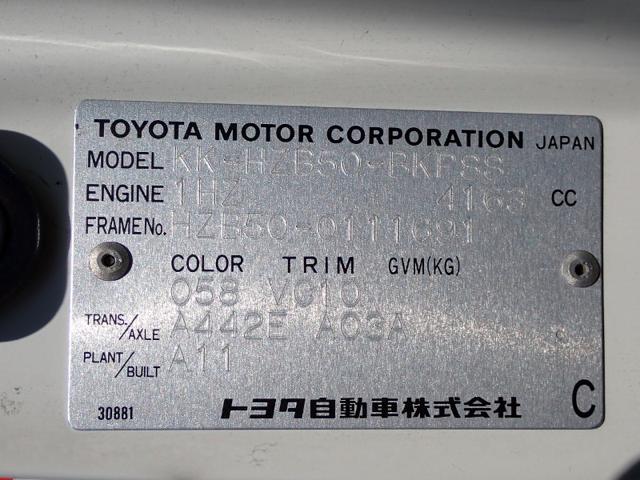 TOYOTA MOTOR CORPORATION JAPAN
MODEL KK-HZB50-BKPSS
ENGINE 1HZ 4163 CC
FRAME No. HZB50-0111691
COLOR TRIM GVM(KG)
058 VC10
TRANS./AXLE A442E A03A
PLANT/BUILT A11
30881 トヨタ自動車株式会社 C